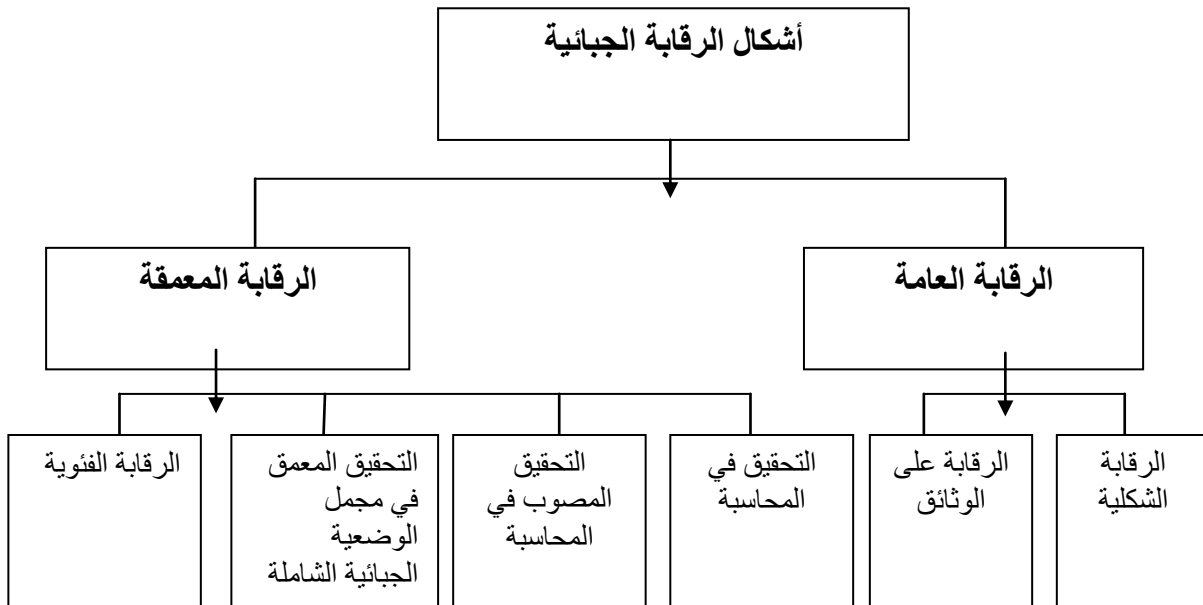 أشكال الرقابة الجبائية
الرقابة العامة
الرقابة المعمقة
الرقابة
الشكلية
الرقابة على
الوثائق
التحقيق في
المحاسبة
التحقيق
المصوب في
المحاسبة
التحقيق المعمق
في مجمل
الوضعية
الجبائية الشاملة
الرقابة الفئوية